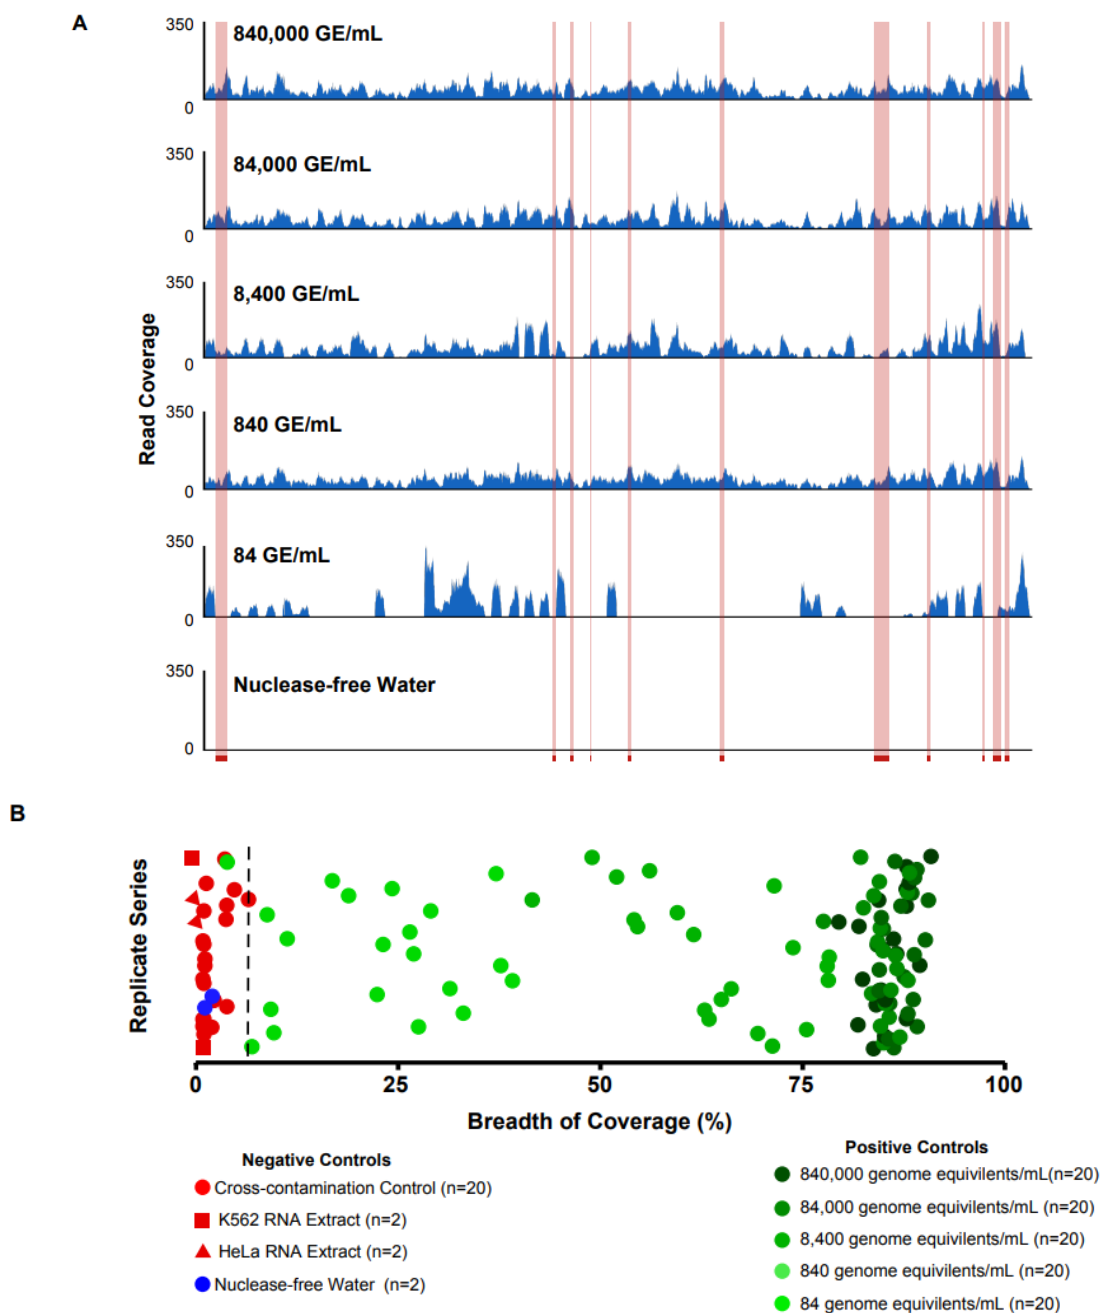 A
350
840,000 GE/mL
0
350
84,000 GE/mL
0
350
8,400 GE/mL
0
Read Coverage
350
840 GE/mL
0
350
84 GE/mL
0
350
Nuclease-free Water
0
B
Replicate Series
0 25 50 75 100
Breadth of Coverage (%)
Negative Controls
Cross-contamination Control (n=20)
K562 RNA Extract (n=2)
HeLa RNA Extract (n=2)
Nuclease-free Water (n=2)
Positive Controls
840,000 genome equivilents/mL(n=20)
84,000 genome equivilents/mL (n=20)
8,400 genome equivilents/mL (n=20)
840 genome equivilents/mL (n=20)
84 genome equivilents/mL (n=20)